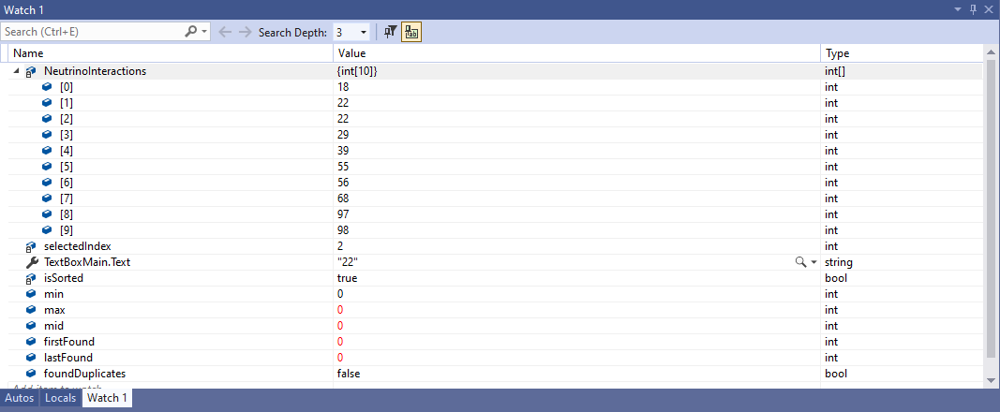 Watch 1
Search (Ctrl+E) Search Depth: 3
Name Value Type
NeutrinoInteractions {int[10]} int[]
[0] 18 int
[1] 22 int
[2] 22 int
[3] 29 int
[4] 39 int
[5] 55 int
[6] 56 int
[7] 68 int
[8] 97 int
[9] 98 int
selectedIndex 2 int
TextBoxMain.Text "22" string
isSorted true bool
min 0 int
max 0 int
mid 0 int
firstFound 0 int
lastFound 0 int
foundDuplicates false bool
Add item to watch
Autos Locals Watch 1